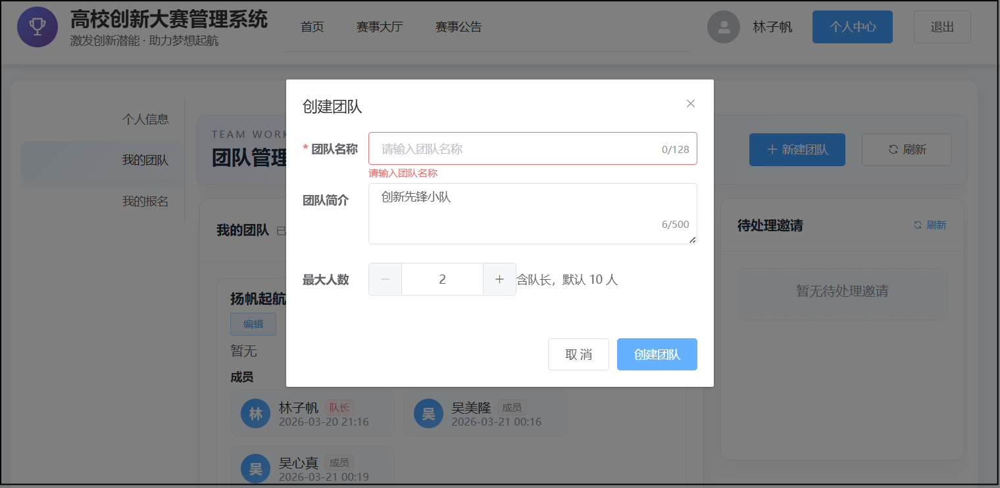 高校创新大赛管理系统
激发创新潜能 · 助力梦想起航
首页 赛事大厅 赛事公告
林子帆 个人中心 退出
个人信息
我的团队
我的报名
TEAM WORK
团队管理
+ 新建团队 刷新
我的团队 已
待处理邀请 刷新
暂无待处理邀请
扬帆起航
编辑
暂无
成员
林 林子帆 队长
2026-03-20 21:16
吴 吴美隆 成员
2026-03-21 00:16
吴 吴心真 成员
2026-03-21 00:19
创建团队
* 团队名称 请输入团队名称 0/128
请输入团队名称
团队简介 创新先锋小队
6/500
最大人数 − 2 + 含队长，默认 10 人
取 消 创建团队